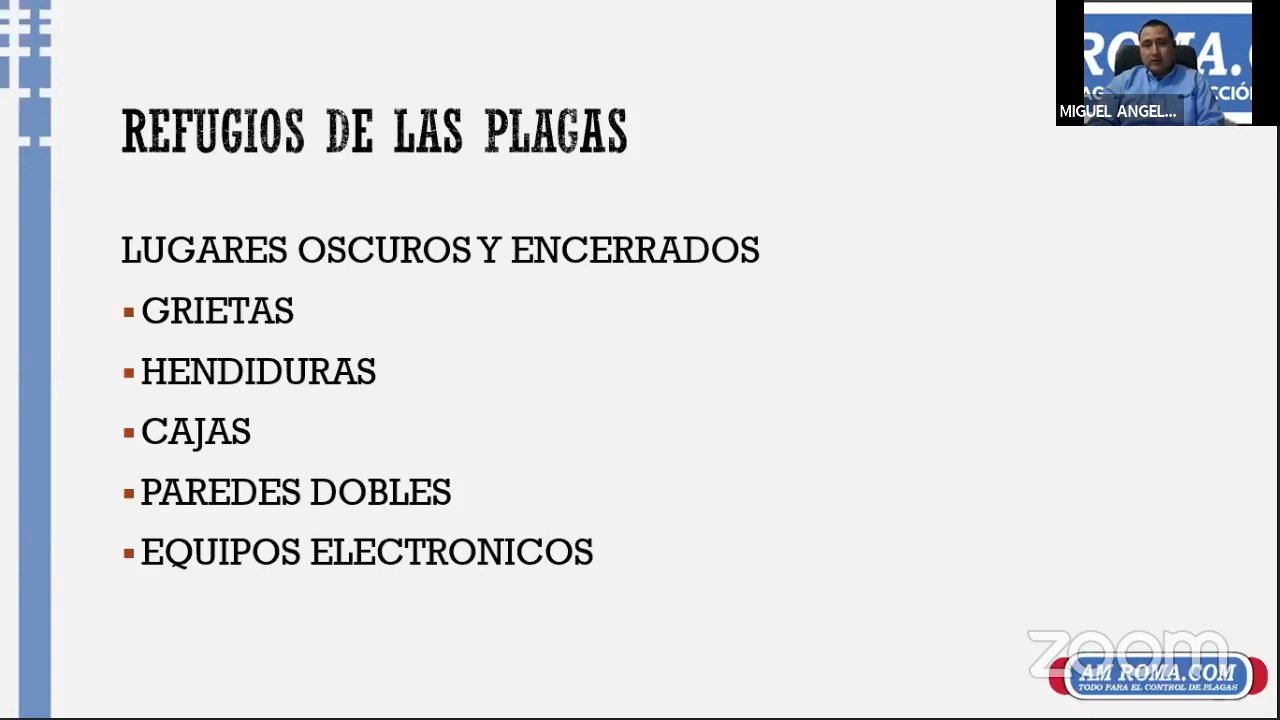 REFUGIOS DE LAS PLAGAS
LUGARES OSCUROS Y ENCERRADOS
GRIETAS
HENDIDURAS
CAJAS
PAREDES DOBLES
EQUIPOS ELECTRONICOS
MIGUEL ANGEL...
zoom
AM ROMA.COM
TODO PARA EL CONTROL DE PLAGAS